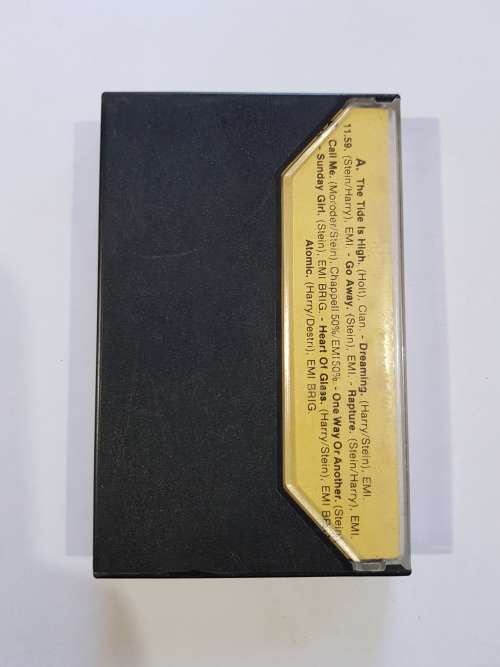 A. The Tide Is High. (Holt), Cian. - Dreaming. (Harry/Stein), EMI.
11.59. (Stein/Harry), EMI. - Go Away. (Stein), EMI. - Rapture. (Stein/Harry), EMI.
Call Me. (Moroder/Stein), Chappell 50%/EMI 50% - One Way Or Another. (Stein
- Sunday Girl. (Stein), EMI BRIG. - Heart Of Glass. (Harry/Stein), EMI BR
Atomic. (Harry/Destri), EMI BRIG.